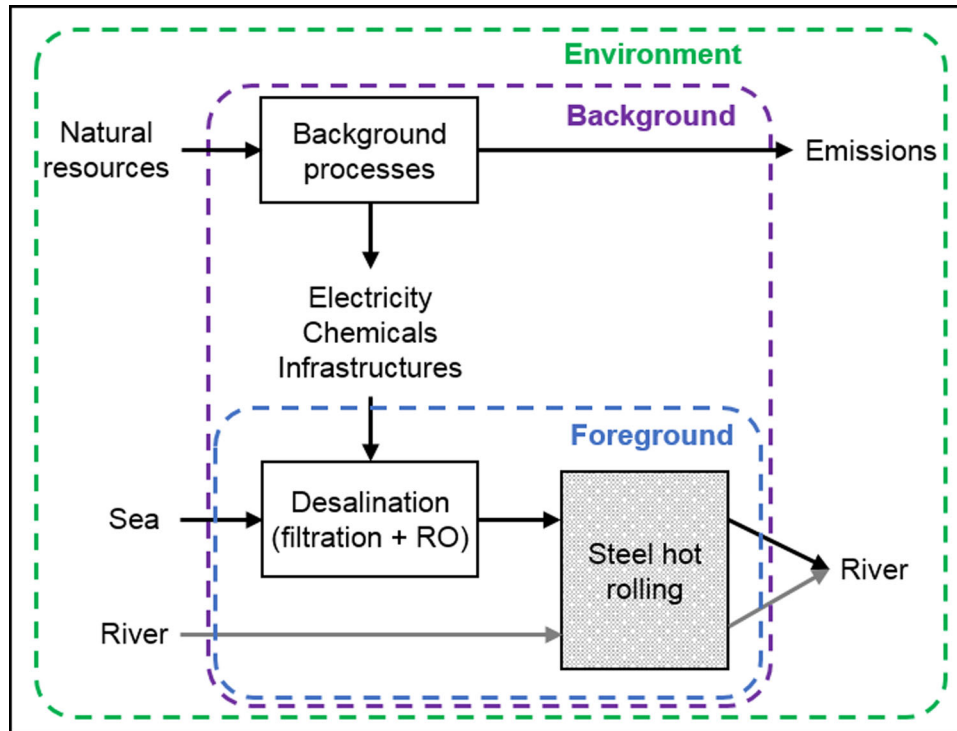 Environment
Background
Natural
resources
Background
processes
Emissions
Electricity
Chemicals
Infrastructures
Foreground
Sea
Desalination
(filtration + RO)
Steel hot
rolling
River
River